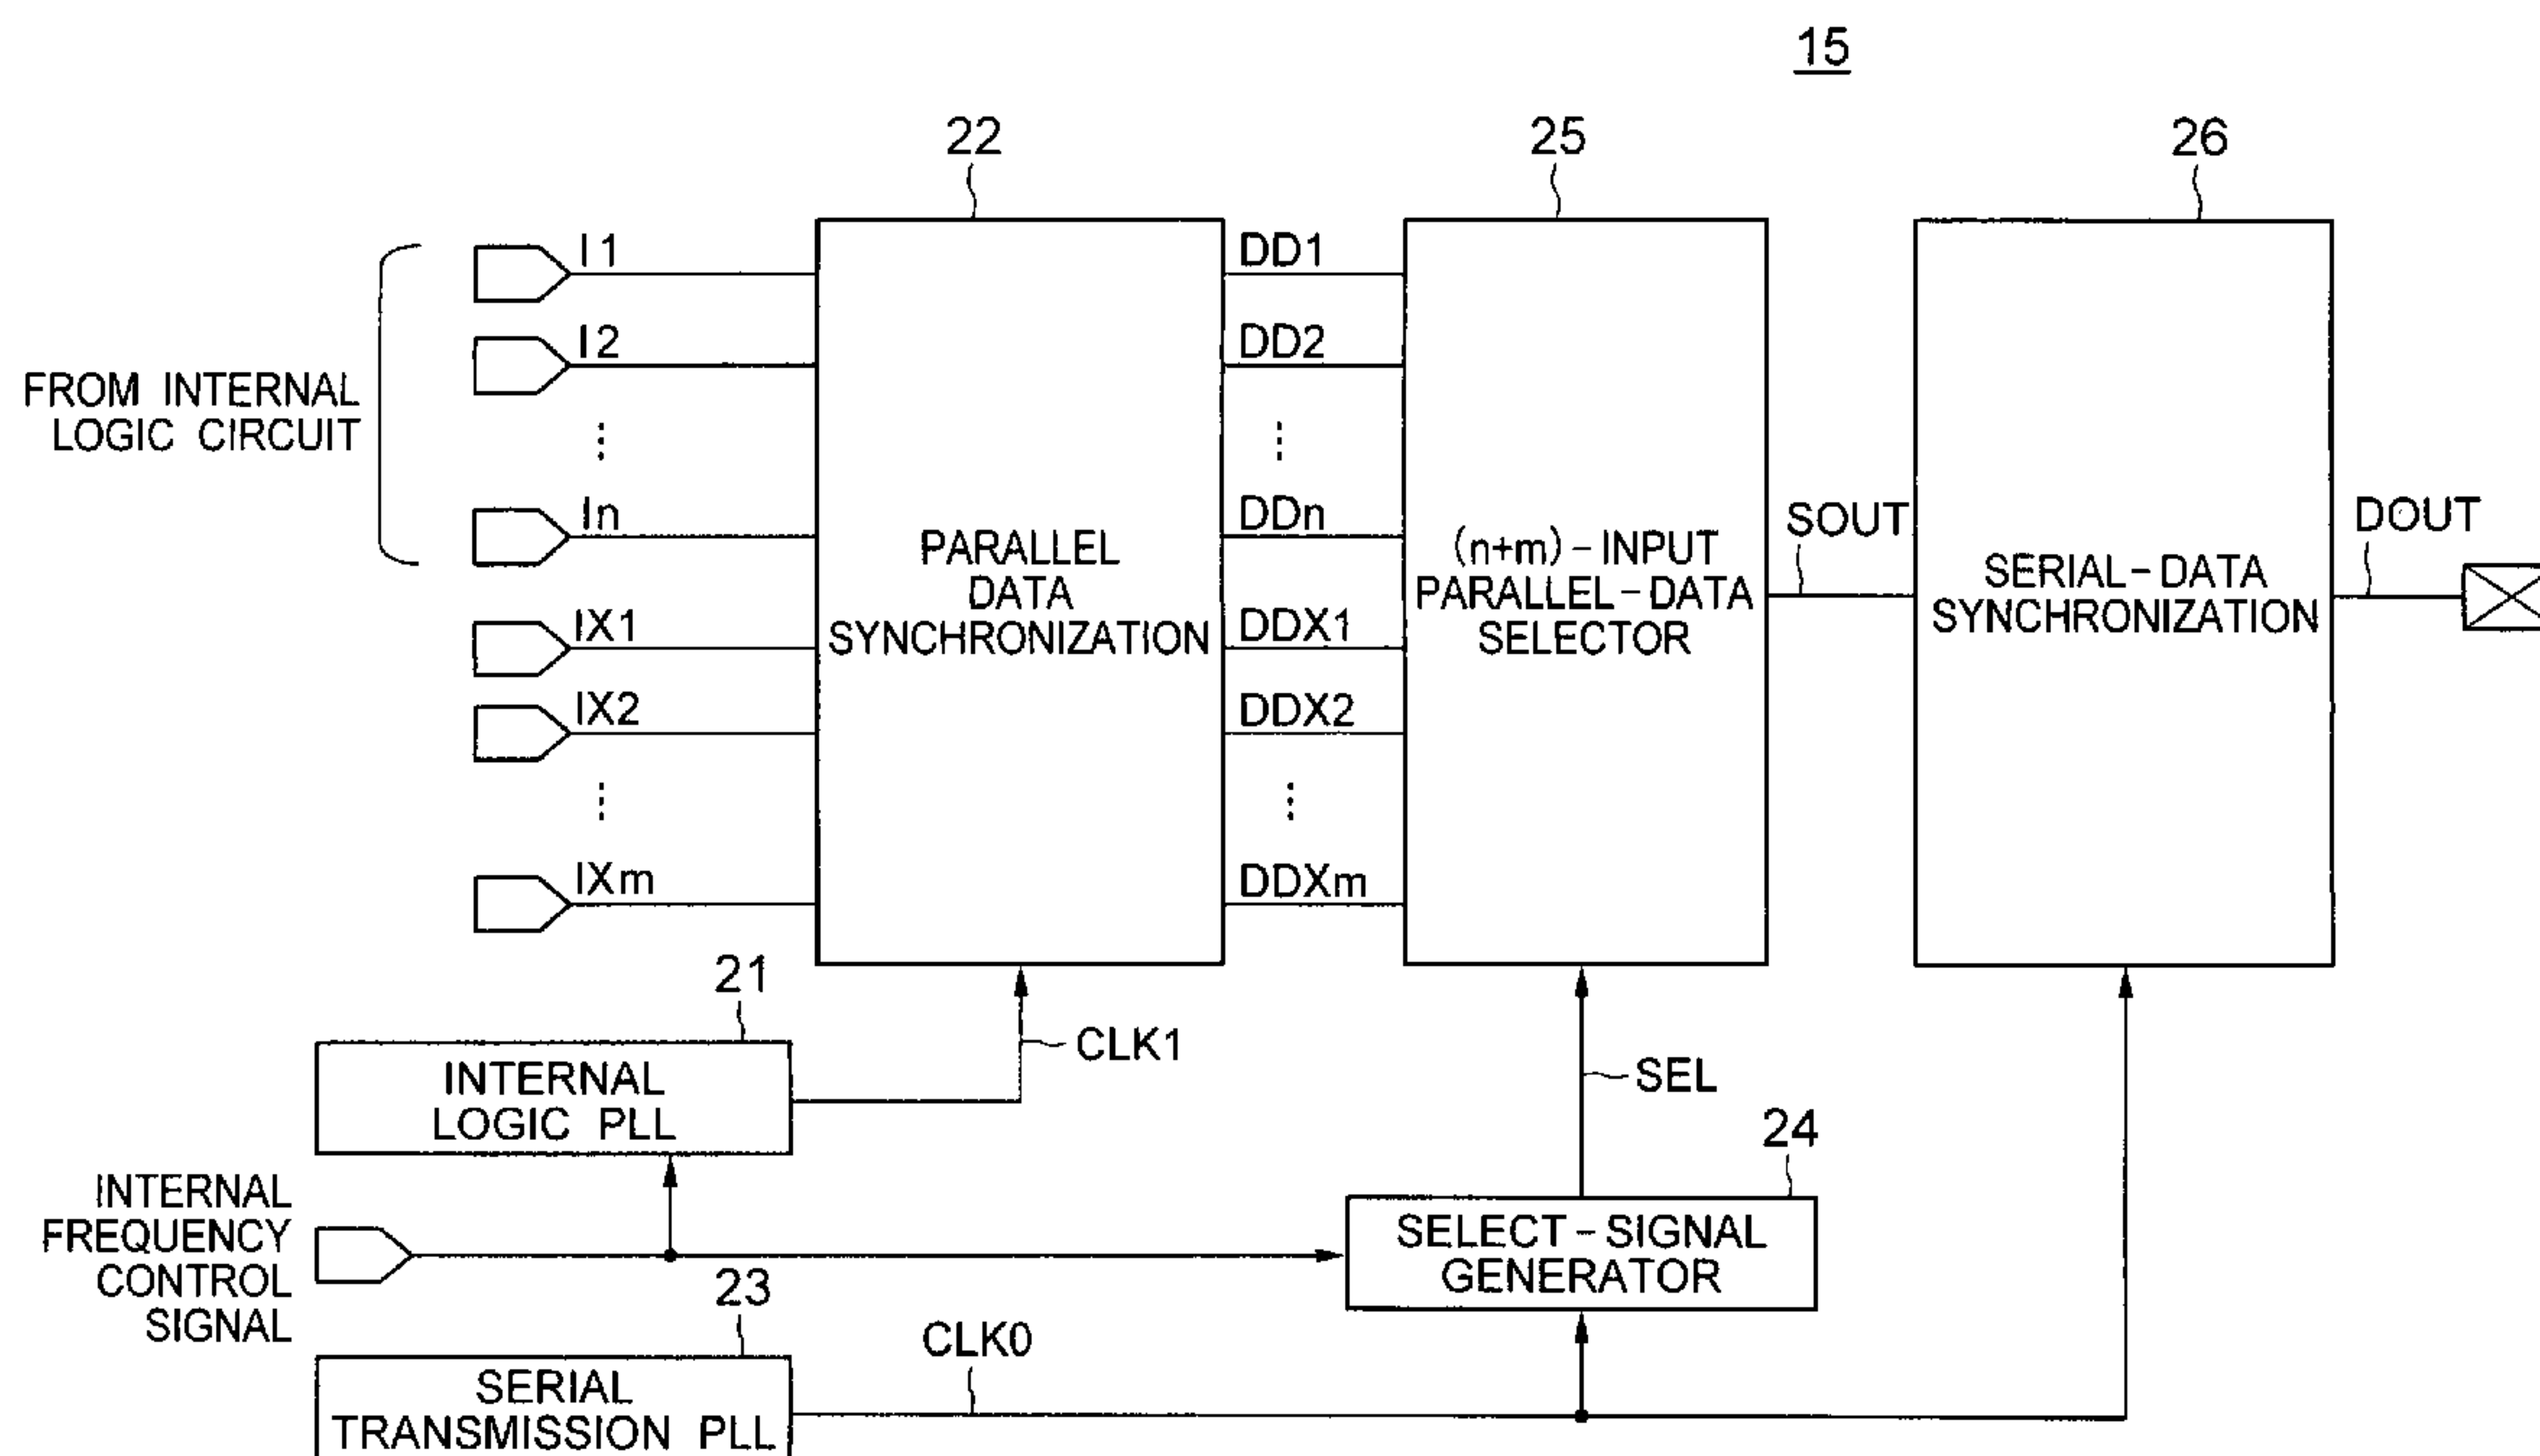 15
22
25
26
I1
DD1
I2
DD2
FROM INTERNAL
LOGIC CIRCUIT
In
DDn
IX1
DDX1
IX2
DDX2
IXm
DDXm
PARALLEL
DATA
SYNCHRONIZATION
(n+m)-INPUT
PARALLEL-DATA
SELECTOR
SOUT
SERIAL-DATA
SYNCHRONIZATION
DOUT
21
INTERNAL
LOGIC PLL
CLK1
SEL
24
INTERNAL
FREQUENCY
CONTROL
SIGNAL
SELECT-SIGNAL
GENERATOR
23
SERIAL
TRANSMISSION PLL
CLK0